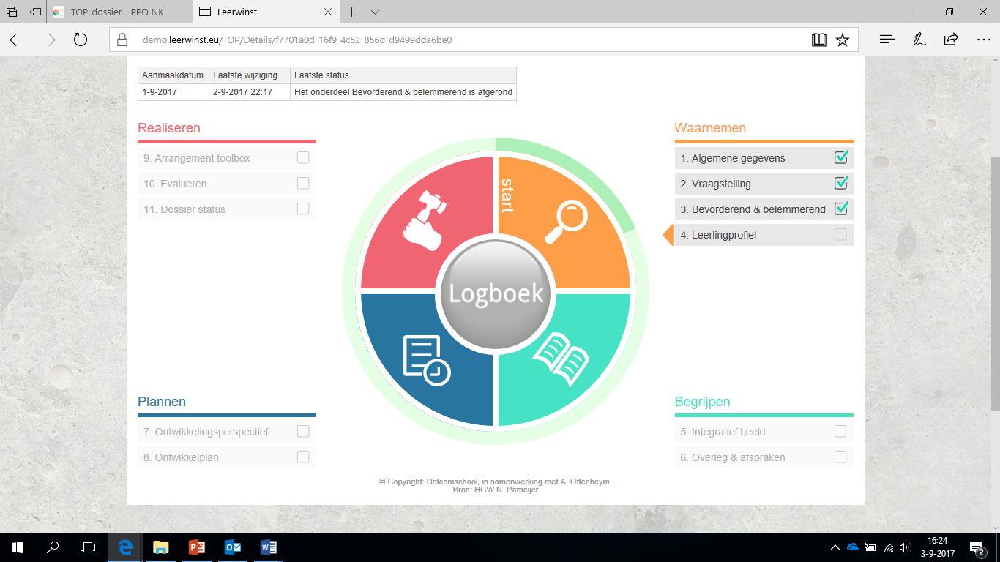 TOP-dossier - PPO NK
Leerwinst
demo.leerwinst.eu/TOP/Details/f7701a0d-16f9-4c52-856d-d9499dda6be0
Aanmaakdatum Laatste wijziging Laatste status
1-9-2017 2-9-2017 22:17 Het onderdeel Bevorderend & belemmerend is afgerond
Realiseren
9. Arrangement toolbox
10. Evalueren
11. Dossier status
Waarnemen
1. Algemene gegevens
2. Vraagstelling
3. Bevorderend & belemmerend
4. Leerlingprofiel
start
Logboek
Plannen
7. Ontwikkelingsperspectief
8. Ontwikkelplan
Begrijpen
5. Integratief beeld
6. Overleg & afspraken
© Copyright: Dotcomschool, in samenwerking met A. Ottenheym.
Bron: HGW N. Pameijer
16:24
3-9-2017
2